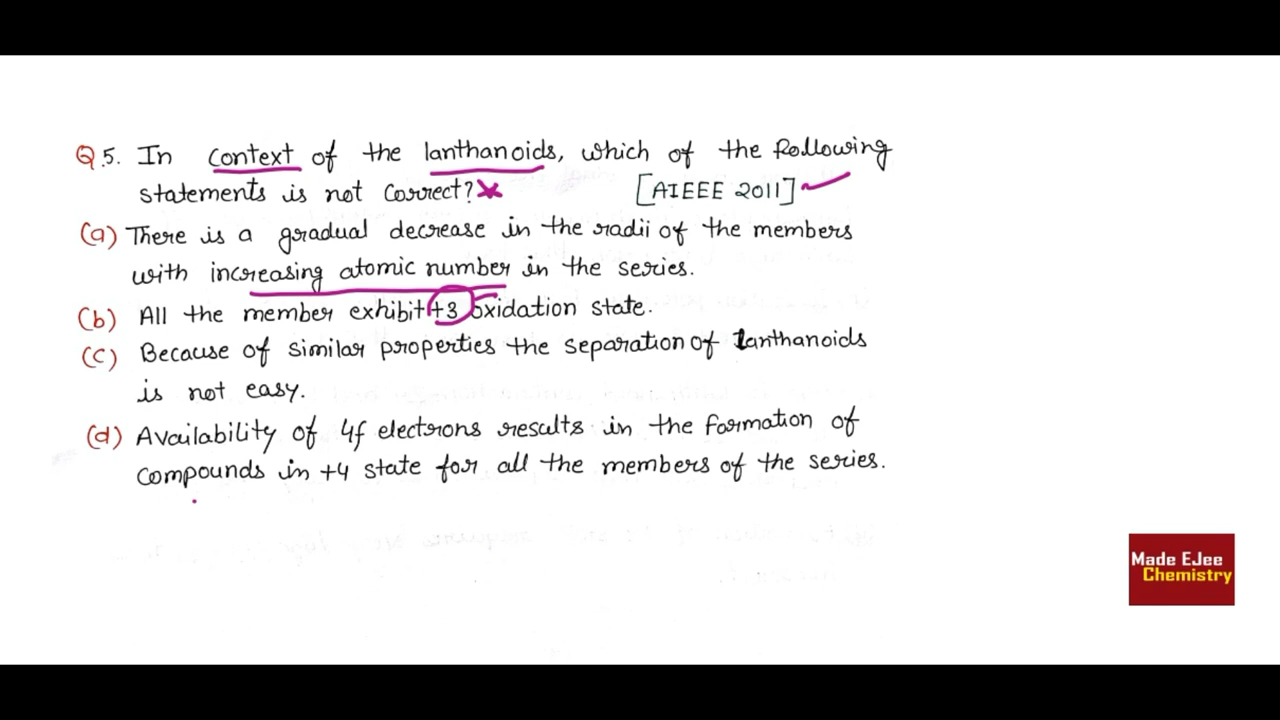 Q.5. In context of the lanthanoids, which of the following
statements is not correct?
[AIEEE 2011]
(a) There is a gradual decrease in the radii of the members
with increasing atomic number in the series.
(b) All the member exhibit +3 oxidation state.
(c) Because of similar properties the separation of Lanthanoids
is not easy.
(d) Availability of 4f electrons results in the formation of
compounds in +4 state for all the members of the series.
Made EJee
Chemistry